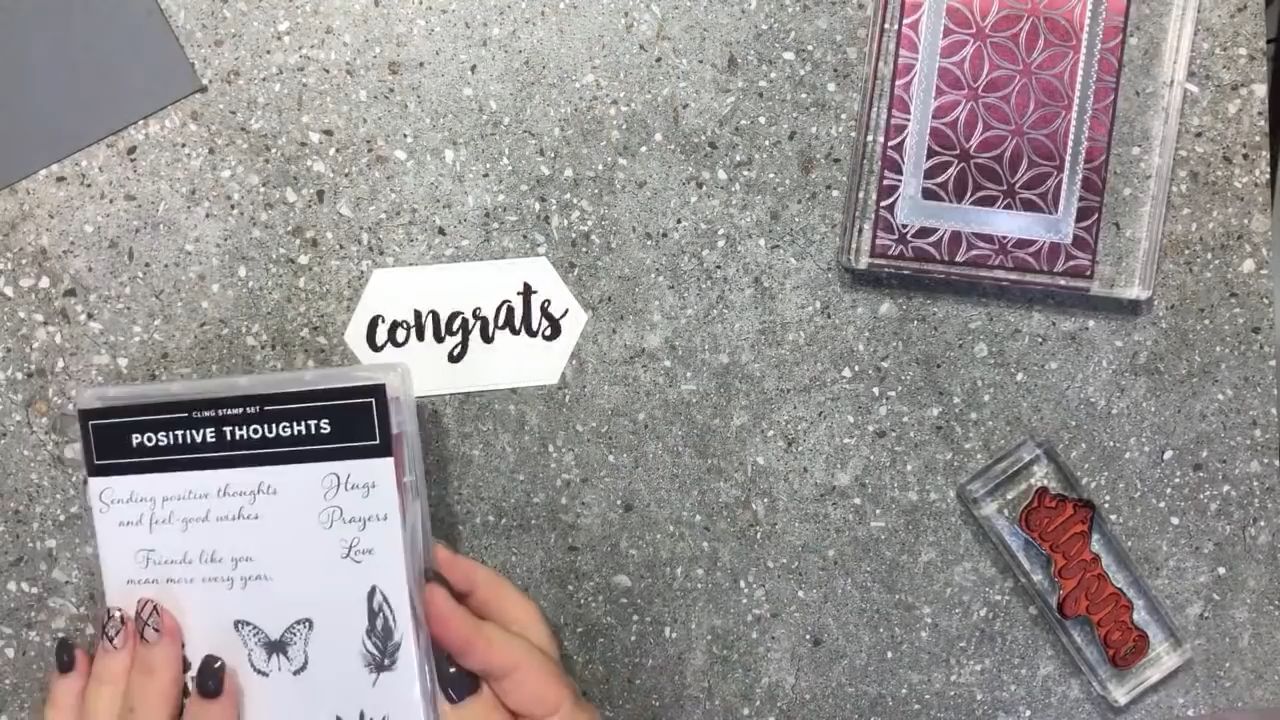 congrats
CLING STAMP SET
POSITIVE THOUGHTS
Sending positive thoughts
and feel-good wishes
Friends like you
mean more every year.
Hugs
Prayers
Love
congrats